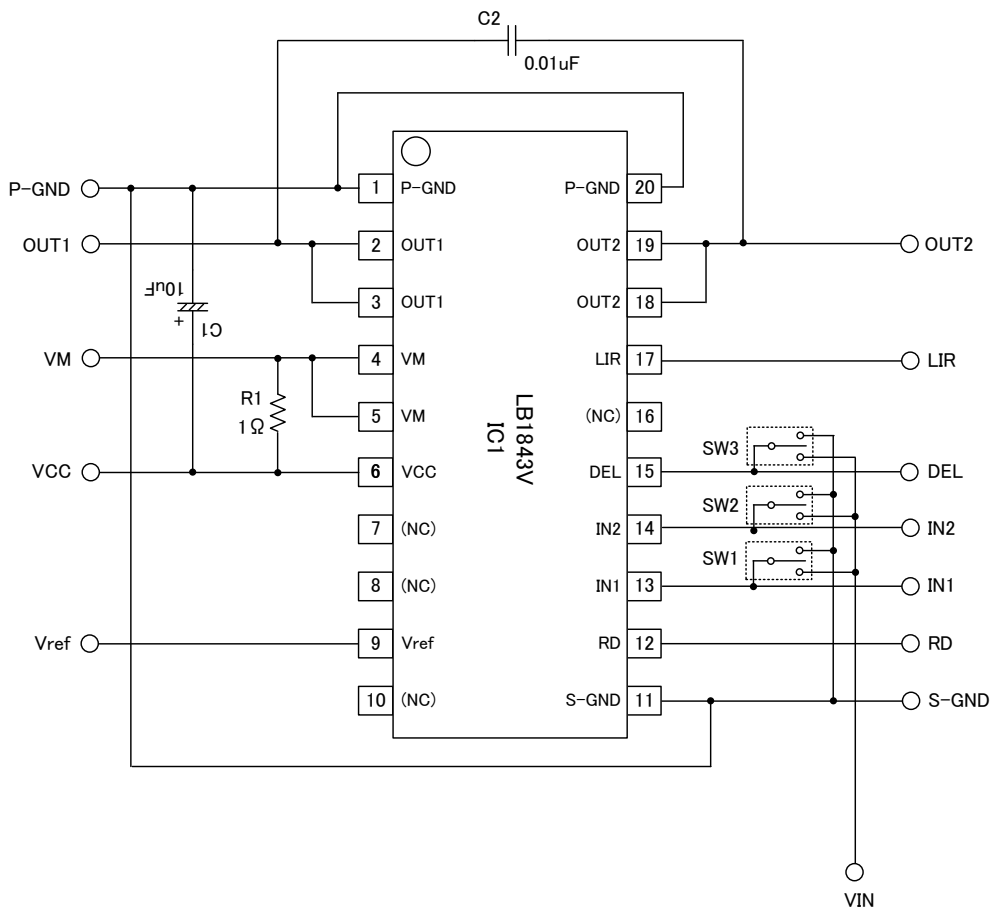 C2
0.01uF
P-GND
1
P-GND
P-GND
20
OUT1
2
OUT1
OUT2
19
OUT2
10uF
C1
+
3
OUT1
OUT2
18
VM
4
VM
LIR
17
LIR
R1
1Ω
5
VM
(NC)
16
LB1843V
IC1
SW3
VCC
6
VCC
DEL
15
DEL
SW2
7
(NC)
IN2
14
IN2
SW1
8
(NC)
IN1
13
IN1
Vref
9
Vref
RD
12
RD
10
(NC)
S-GND
11
S-GND
VIN